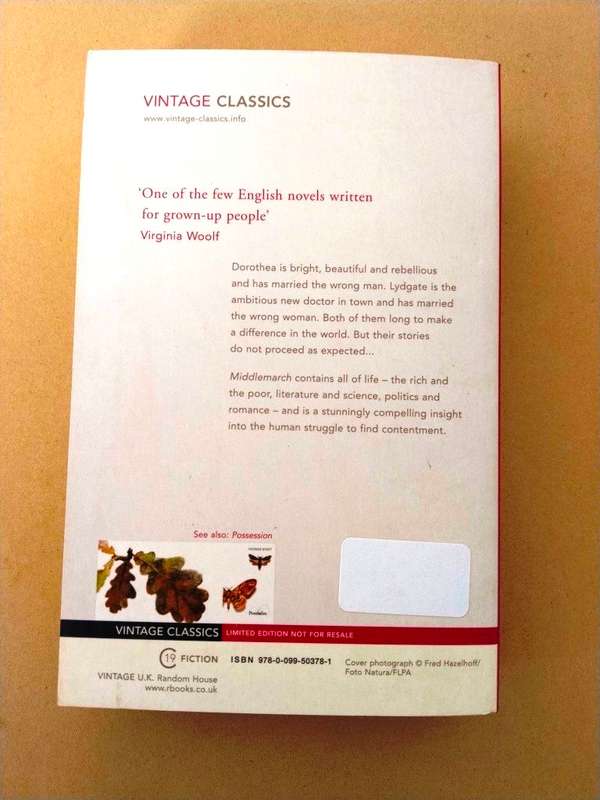 VINTAGE CLASSICS
www.vintage-classics.info
'One of the few English novels written
for grown-up people'
Virginia Woolf
Dorothea is bright, beautiful and rebellious
and has married the wrong man. Lydgate is the
ambitious new doctor in town and has married
the wrong woman. Both of them long to make
a difference in the world. But their stories
do not proceed as expected...
Middlemarch contains all of life – the rich and
the poor, literature and science, politics and
romance – and is a stunningly compelling insight
into the human struggle to find contentment.
See also: Possession
Possession
VINTAGE CLASSICS LIMITED EDITION NOT FOR RESALE
C19 FICTION ISBN 978-0-099-50378-1
VINTAGE U.K. Random House
www.rbooks.co.uk
Cover photograph © Fred Hazelhoff/
Foto Natura/FLPA